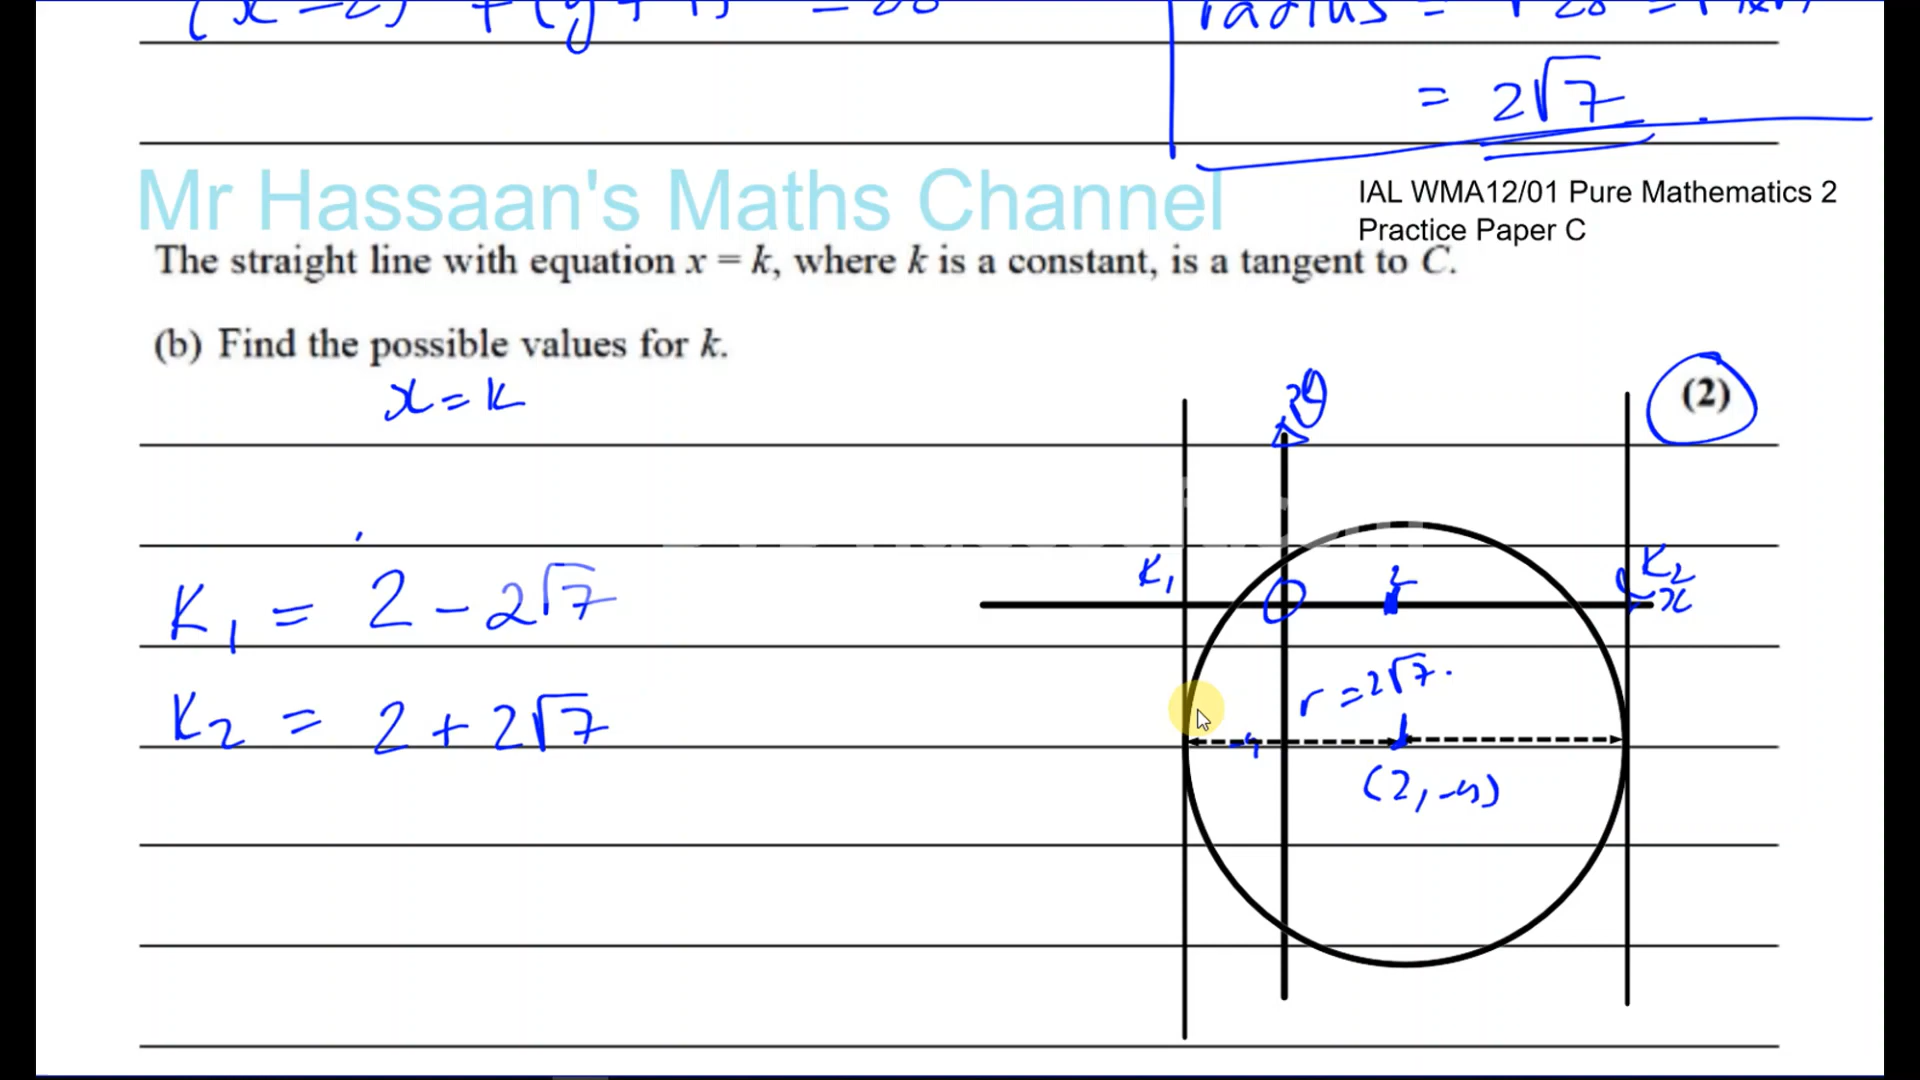 = 2√7
Mr Hassaan's Maths Channel
IAL WMA12/01 Pure Mathematics 2
Practice Paper C
The straight line with equation x = k, where k is a constant, is a tangent to C.
(b) Find the possible values for k.
(2)
x = k
K₁ = 2 - 2√7
K₂ = 2 + 2√7
K₁
O
2
K₂
x
r = 2√7.
-4
(2, -4)